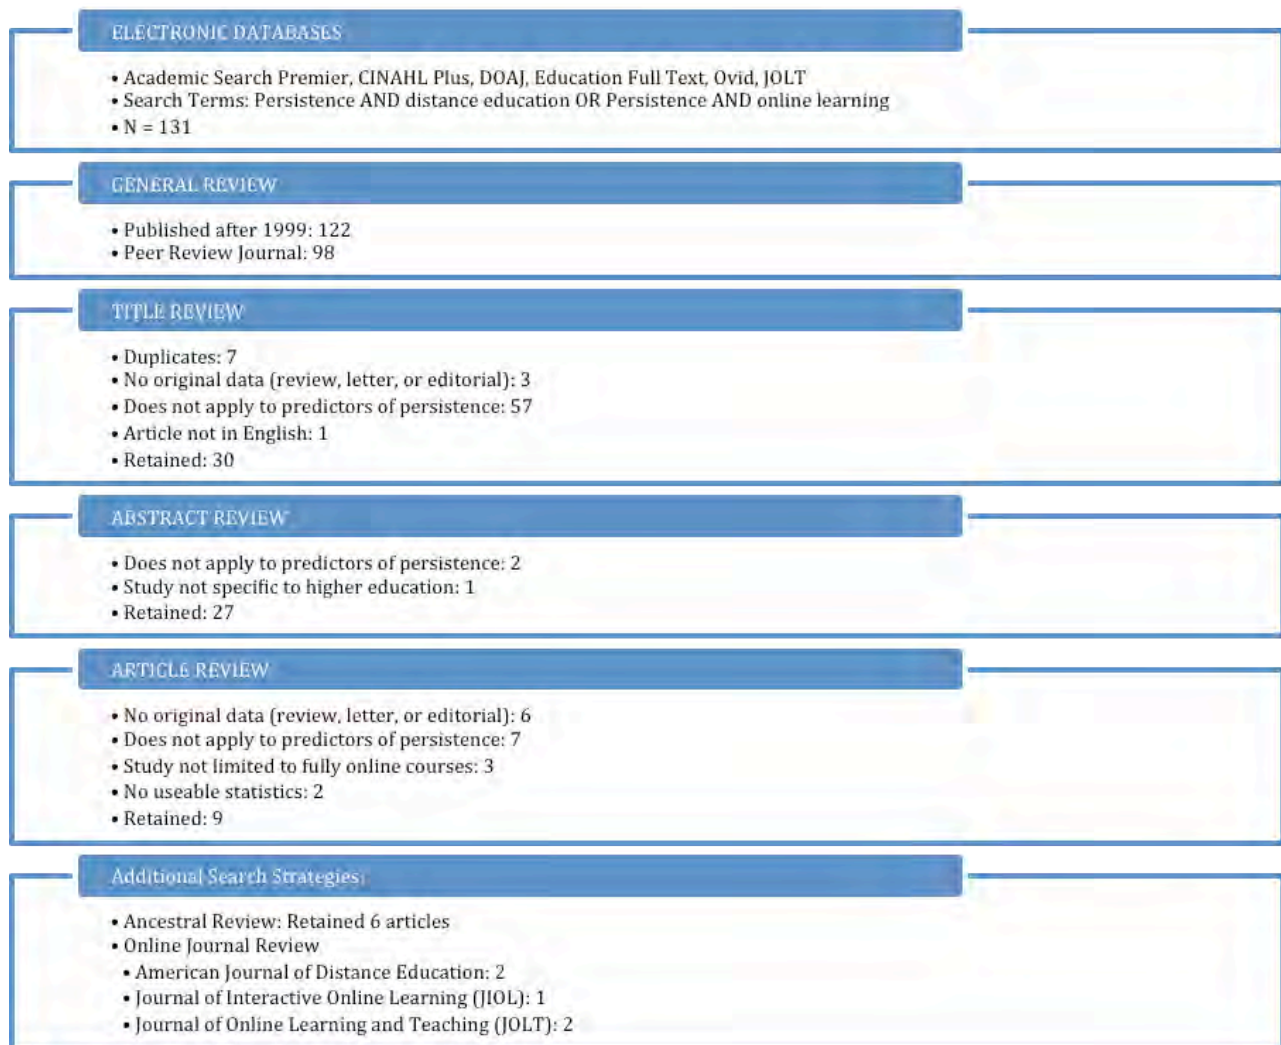 ELECTRONIC DATABASES
• Academic Search Premier, CINAHL Plus, DOAJ, Education Full Text, Ovid, JOLT
• Search Terms: Persistence AND distance education OR Persistence AND online learning
• N = 131
GENERAL REVIEW
• Published after 1999: 122
• Peer Review Journal: 98
TITLE REVIEW
• Duplicates: 7
• No original data (review, letter, or editorial): 3
• Does not apply to predictors of persistence: 57
• Article not in English: 1
• Retained: 30
ABSTRACT REVIEW
• Does not apply to predictors of persistence: 2
• Study not specific to higher education: 1
• Retained: 27
ARTICLE REVIEW
• No original data (review, letter, or editorial): 6
• Does not apply to predictors of persistence: 7
• Study not limited to fully online courses: 3
• No useable statistics: 2
• Retained: 9
Additional Search Strategies:
• Ancestral Review: Retained 6 articles
• Online Journal Review
• American Journal of Distance Education: 2
• Journal of Interactive Online Learning (JIOL): 1
• Journal of Online Learning and Teaching (JOLT): 2